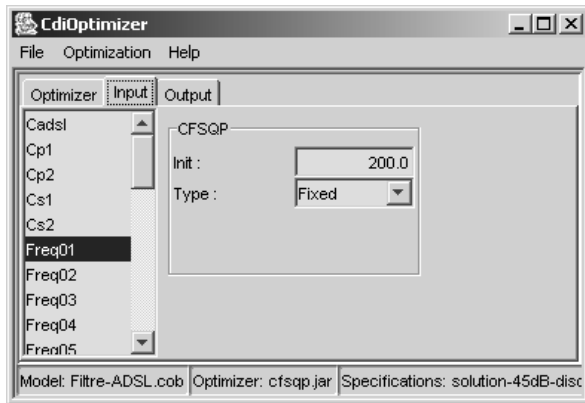 CdiOptimizer
File Optimization Help
Optimizer Input Output
Cadsl
Cp1
Cp2
Cs1
Cs2
Freq01
Freq02
Freq03
Freq04
Freq05
CFSQP
Init : 200.0
Type : Fixed
Model: Filtre-ADSL.cob Optimizer: cfsqp.jar Specifications: solution-45dB-disc